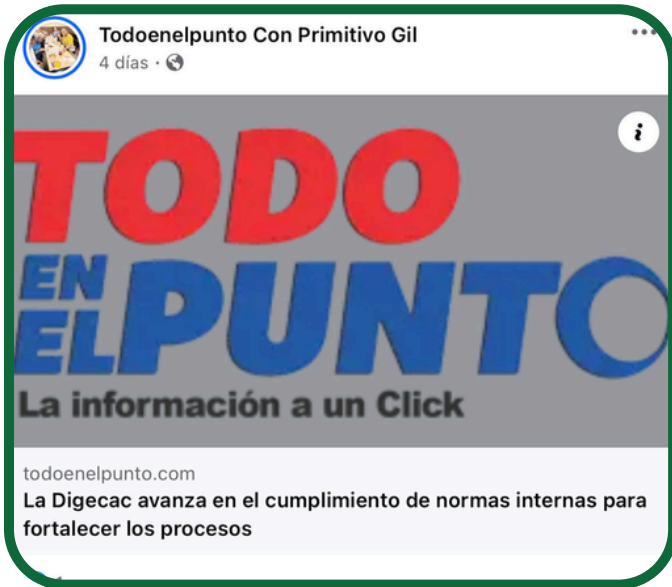 Todoenelpunto Con Primitivo Gil
4 días ·
TODO
EN
EL PUNTO
La información a un Click
todoenelpunto.com
La Digecac avanza en el cumplimiento de normas internas para
fortalecer los procesos